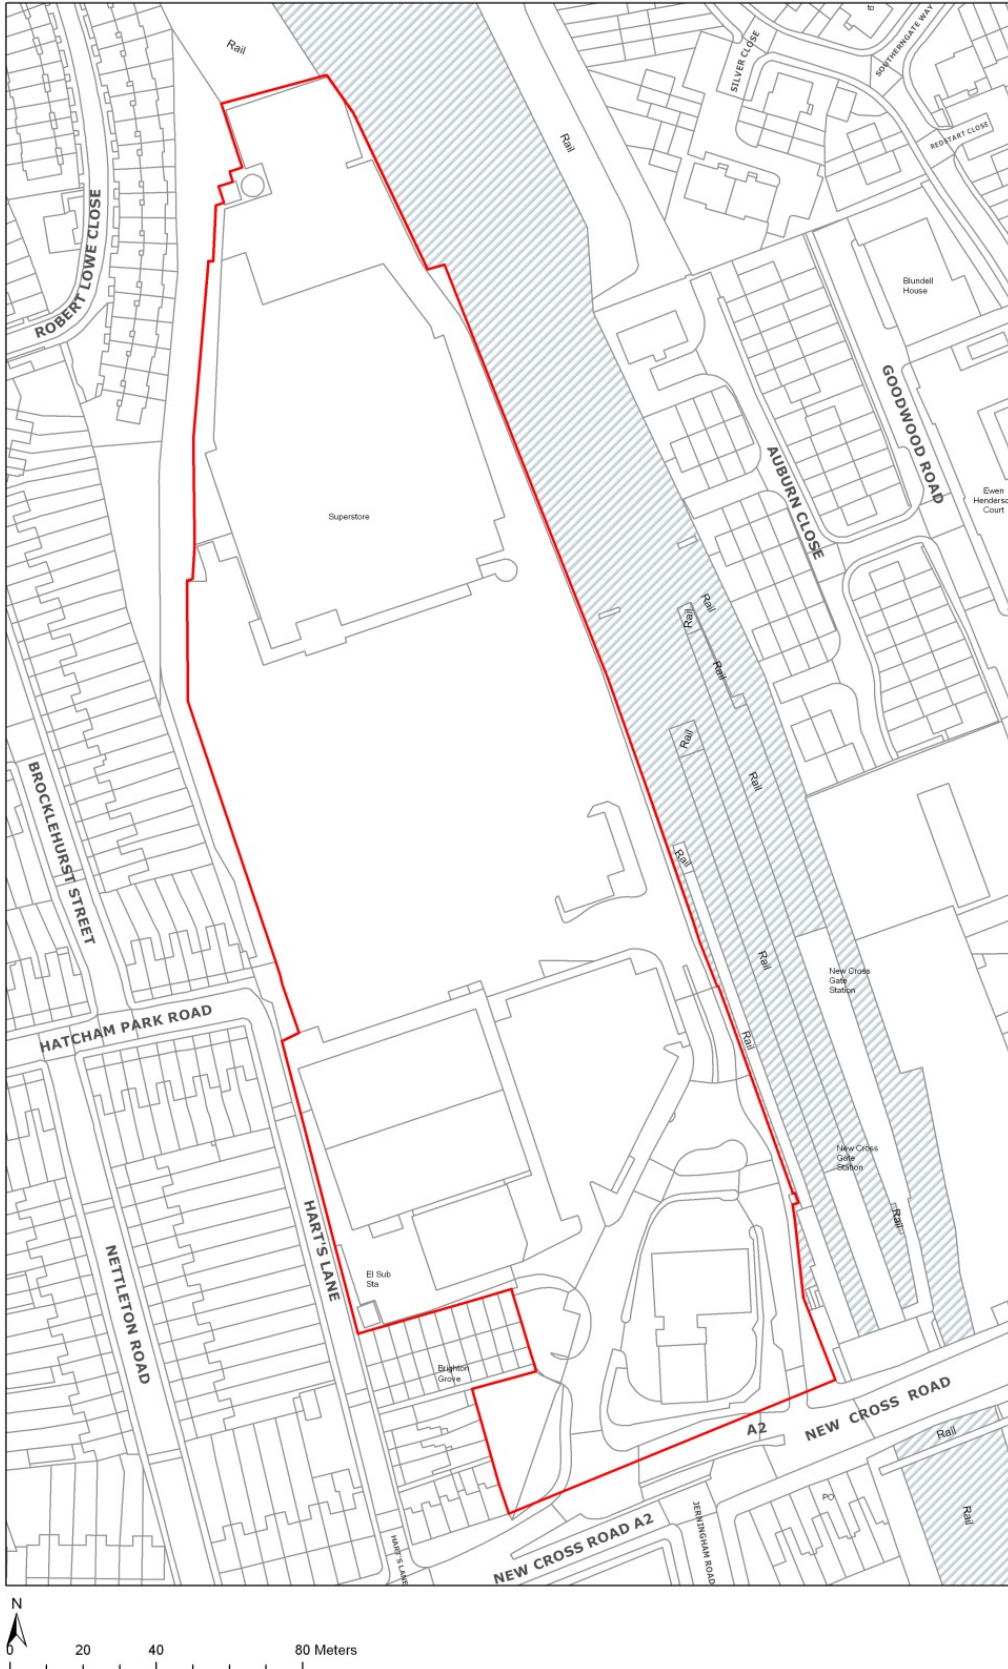 Rail
SILVER CLOSE
SOUTHERNGATE WAY
REDSTART CLOSE
Rail
ROBERT LOWE CLOSE
Blundell
House
GOODWOOD ROAD
AUBURN CLOSE
Ewen
Henderso
Court
Superstore
Rail
Rail
Rail
Rail
Rail
BROCKLEHURST STREET
Rail
Rail
New Cross
Gate
Station
HATCHAM PARK ROAD
Rail
New Cross
Gate
Station
HART'S LANE
Rail
NETTLETON ROAD
El Sub
Sta
Brighton
Grove
A2
NEW CROSS ROAD
Rail
PO
Rail
NEW CROSS ROAD A2
JERNINGHAM ROAD
HART'S LANE
N
0 20 40 80 Meters